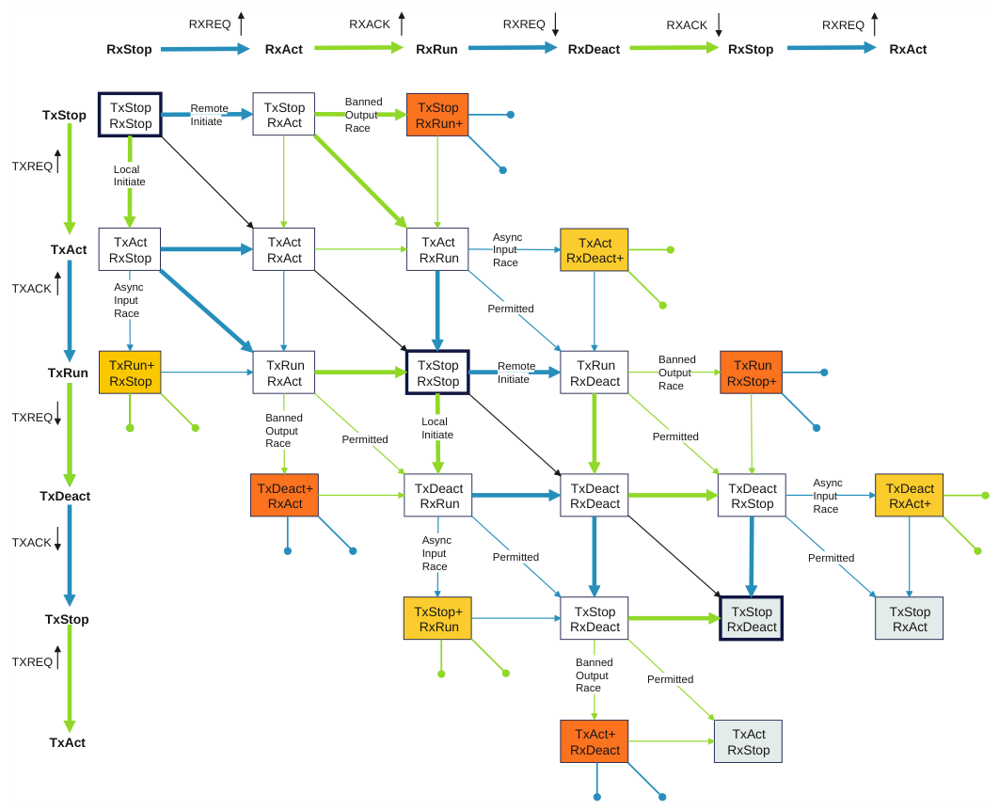 RXREQ
RXACK
RXREQ
RXACK
RXREQ
RxStop
RxAct
RxRun
RxDeact
RxStop
RxAct
TxStop
TxStop
RxStop
Remote
Initiate
TxStop
RxAct
Banned
Output
Race
TxStop
RxRun+
TXREQ
Local
Initiate
TxAct
TxAct
RxStop
TxAct
RxAct
TxAct
RxRun
Async
Input
Race
TxAct
RxDeact+
TXACK
Async
Input
Race
Permitted
TxRun
TxRun+
RxStop
TxRun
RxAct
TxStop
RxStop
Remote
Initiate
TxRun
RxDeact
Banned
Output
Race
TxRun
RxStop+
TXREQ
Banned
Output
Race
Permitted
Local
Initiate
Permitted
TxDeact
TxDeact+
RxAct
TxDeact
RxRun
TxDeact
RxDeact
TxDeact
RxStop
Async
Input
Race
TxDeact
RxAct+
TXACK
Async
Input
Race
Permitted
Permitted
TxStop
TxStop+
RxRun
TxStop
RxDeact
TxStop
RxDeact
TxStop
RxAct
TXREQ
Banned
Output
Race
Permitted
TxAct
TxAct+
RxDeact
TxAct
RxStop